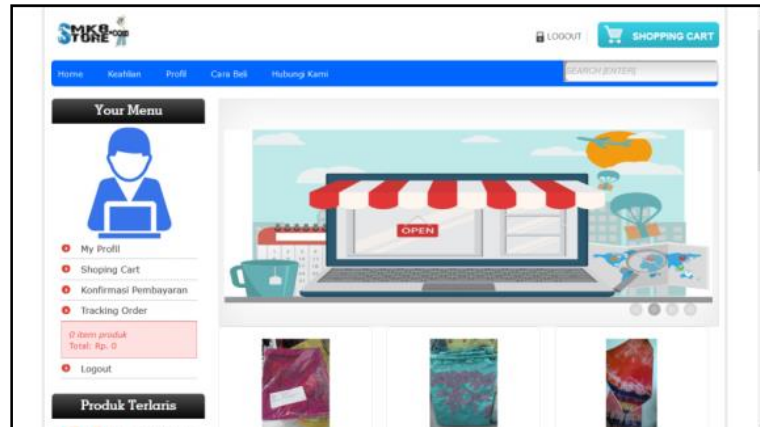 SMK8
STORE.COM
LOGOUT
SHOPPING CART
Home Keahlian Profil Cara Beli Hubungi Kami
SEARCH [ENTER]
Your Menu
My Profil
Shoping Cart
Konfirmasi Pembayaran
Tracking Order
0 item produk
Total: Rp. 0
Logout
Produk Terlaris
OPEN